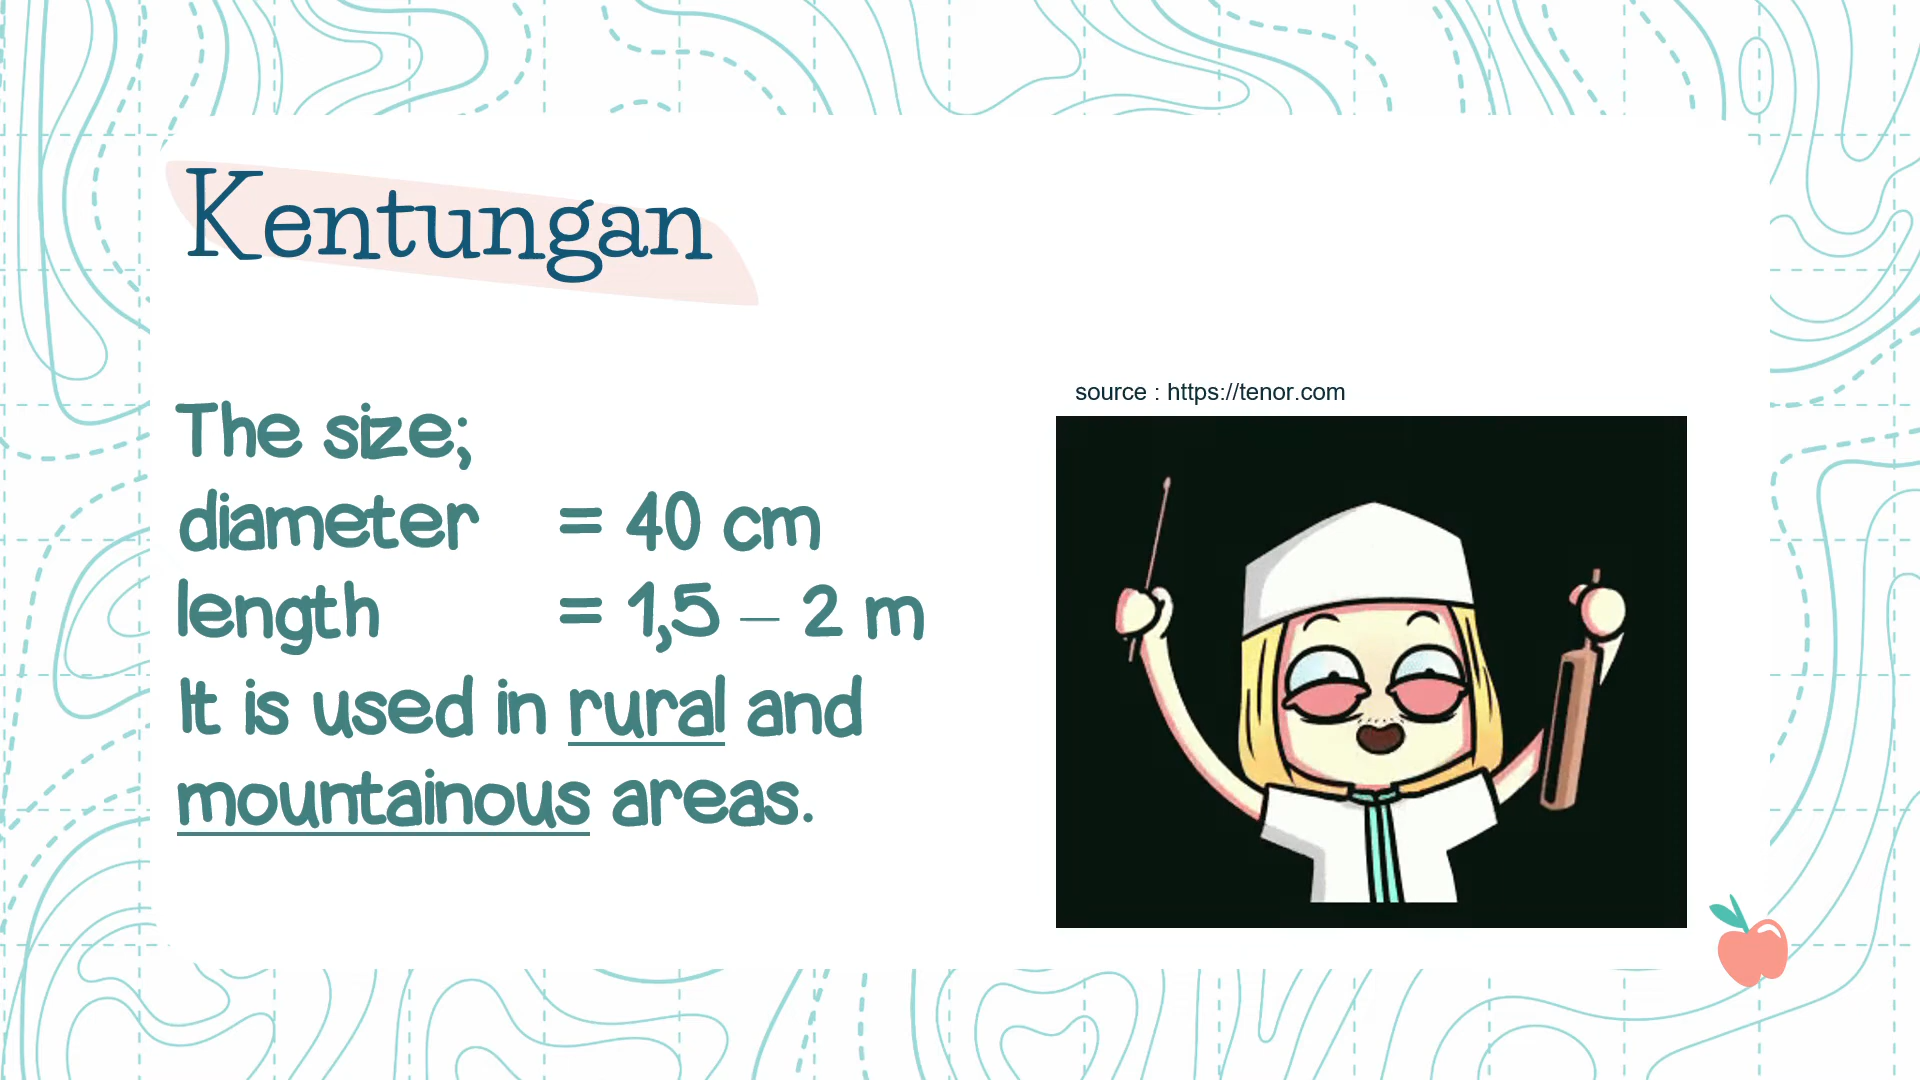 Kentungan
source : https://tenor.com
The size;
diameter = 40 cm
length = 1,5 – 2 m
It is used in rural and
mountainous areas.